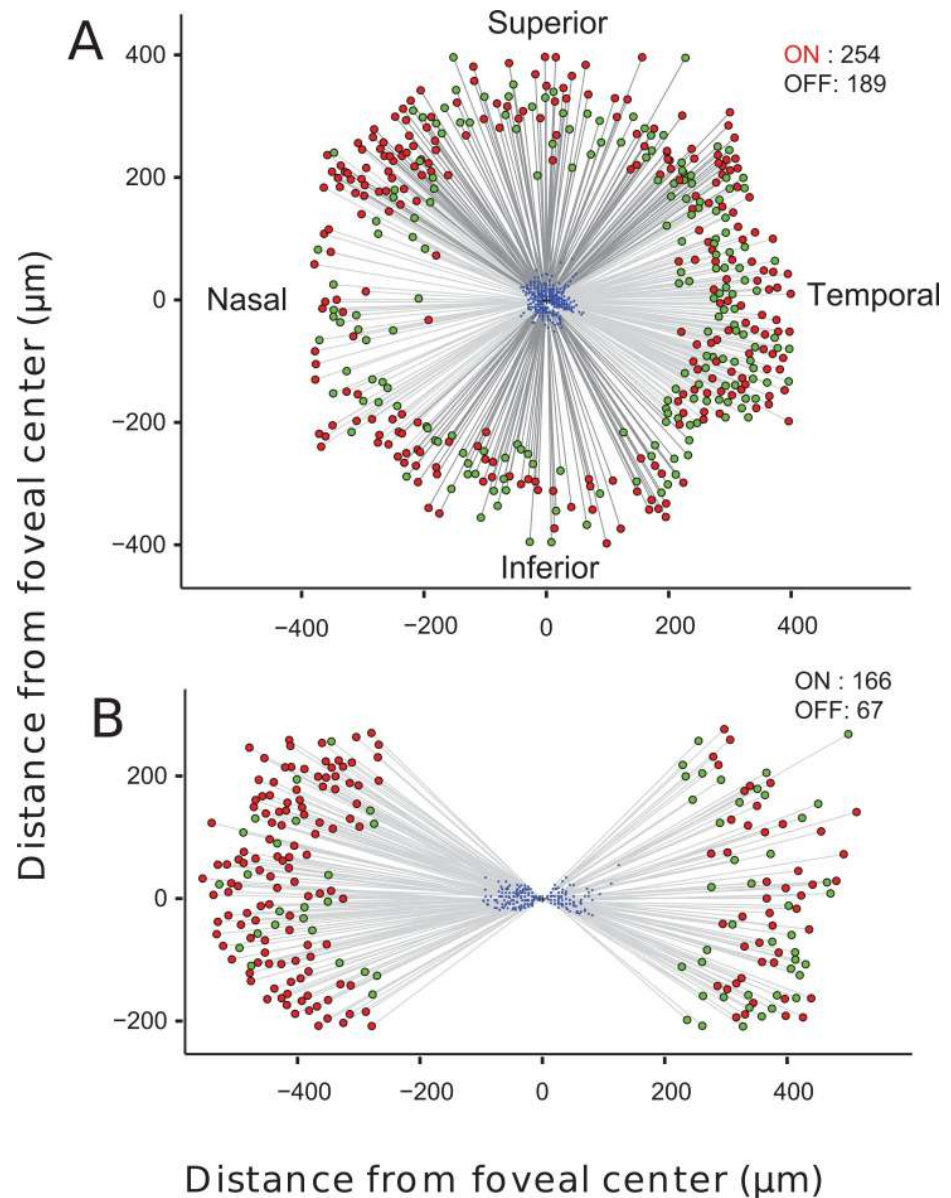 A
Superior
ON : 254
OFF: 189
400
200
Nasal
0
Temporal
−200
−400
Inferior
−400
−200
0
200
400
Distance from foveal center (μm)
B
ON : 166
OFF: 67
200
0
−200
−400
−200
0
200
400
Distance from foveal center (μm)